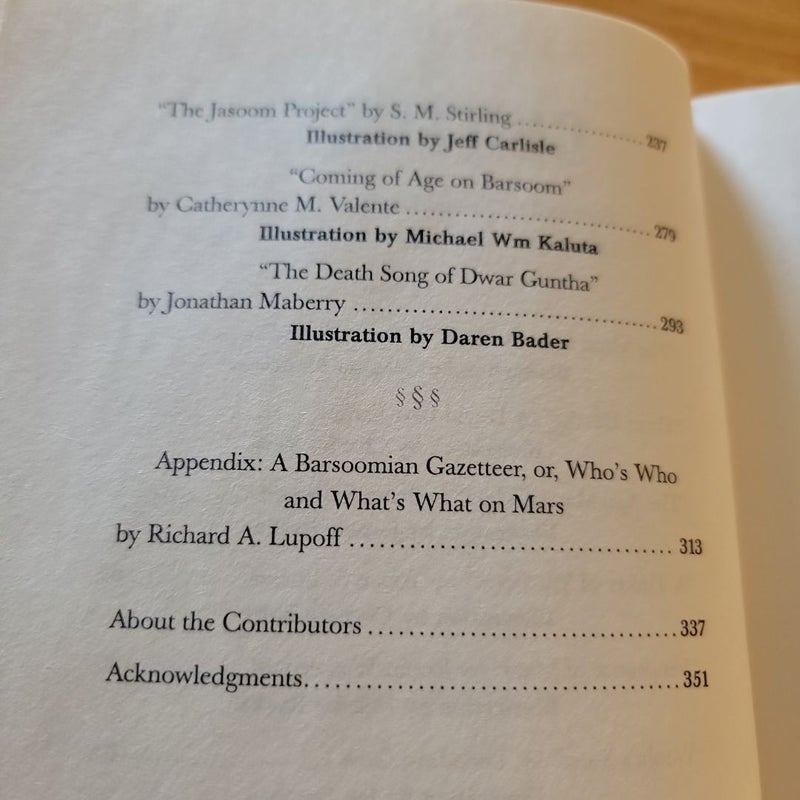 “The Jasoom Project” by S. M. Stirling ........................ 237
Illustration by Jeff Carlisle
“Coming of Age on Barsoom”
by Catherynne M. Valente ........................................ 279
Illustration by Michael Wm Kaluta
“The Death Song of Dwar Guntha”
by Jonathan Maberry ................................................ 293
Illustration by Daren Bader
§ § §
Appendix: A Barsoomian Gazetteer, or, Who’s Who
and What’s What on Mars
by Richard A. Lupoff ................................................ 313
About the Contributors .............................................. 337
Acknowledgments...................................................... 351